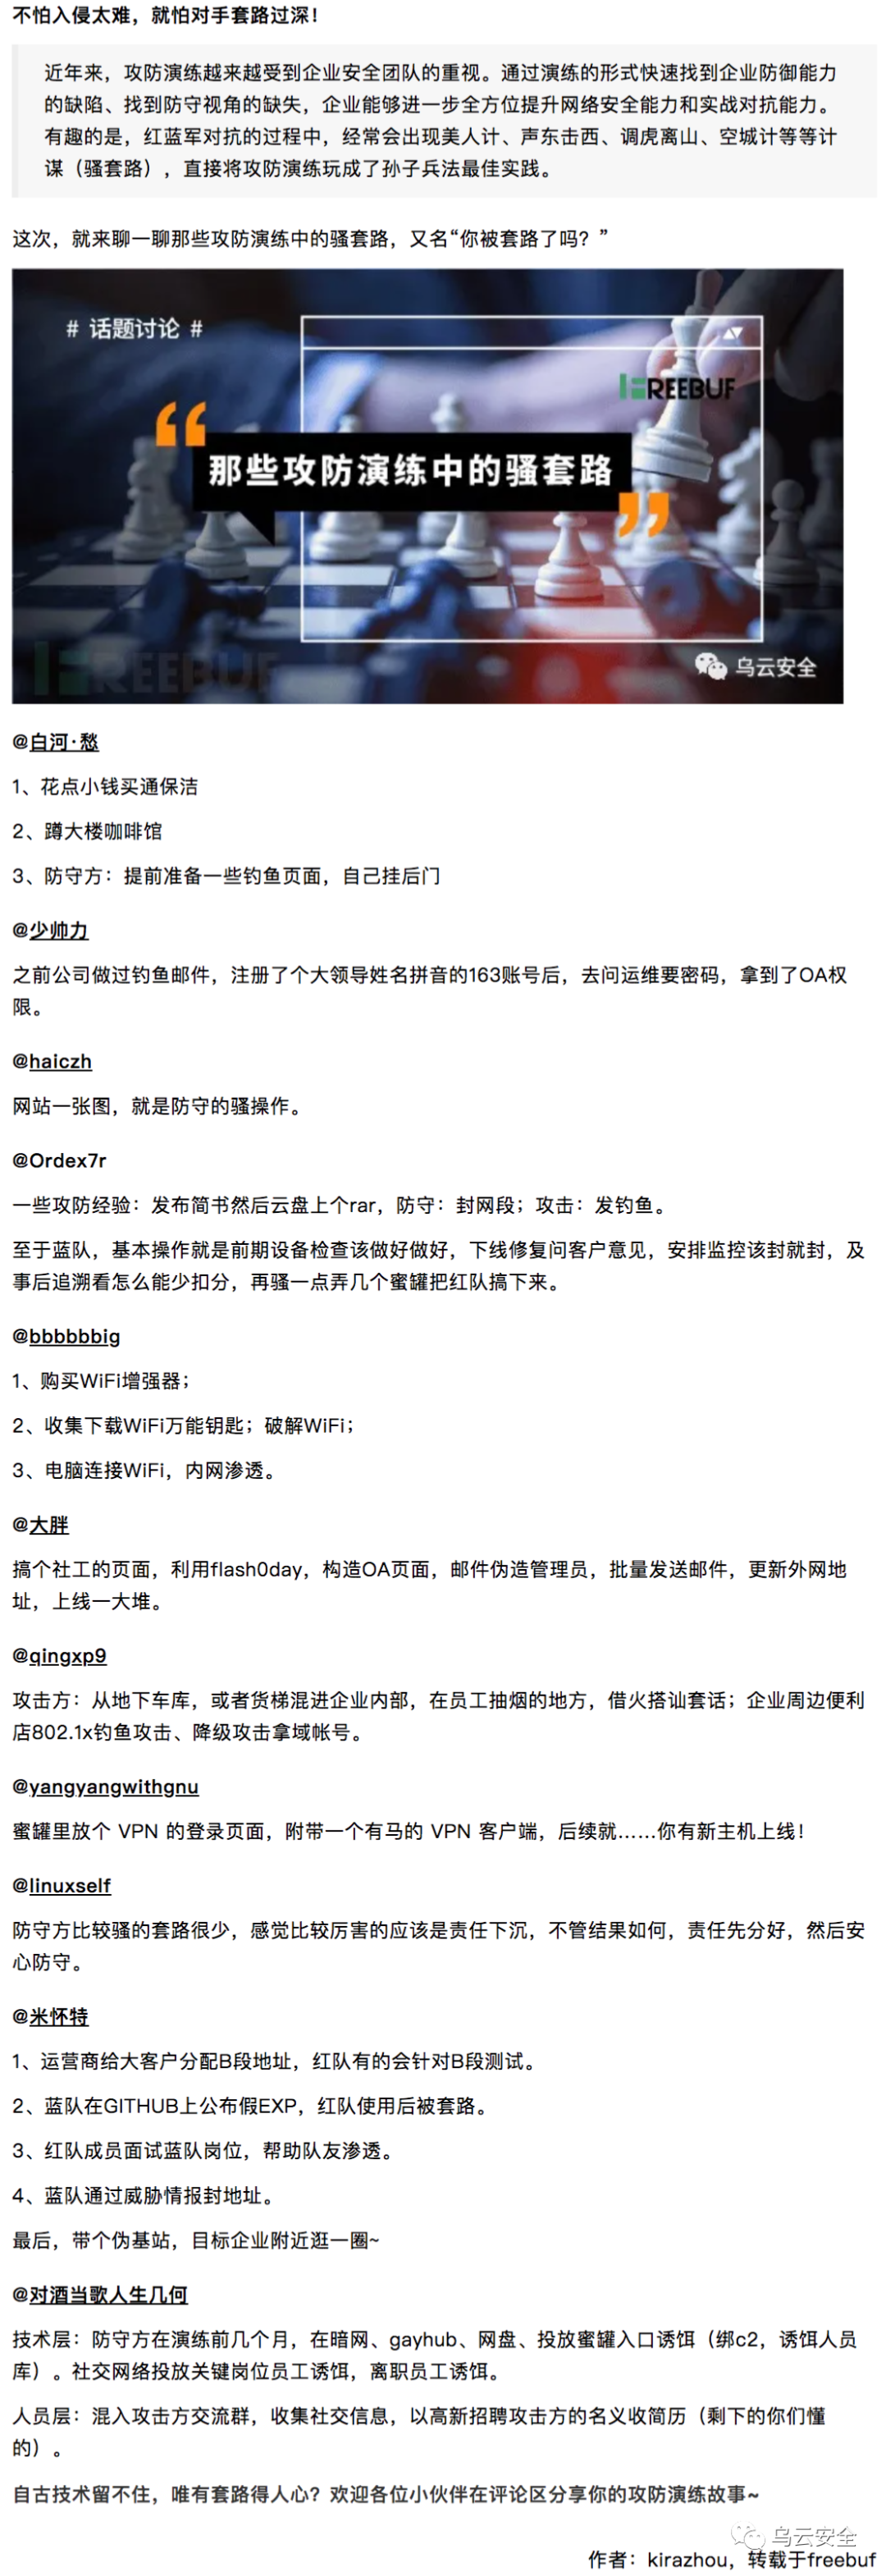 不怕入侵太难，就怕对手套路过深！
近年来，攻防演练越来越受到企业安全团队的重视。通过演练的形式快速找到企业防御能力
的缺陷、找到防守视角的缺失，企业能够进一步全方位提升网络安全能力和实战对抗能力。
有趣的是，红蓝军对抗的过程中，经常会出现美人计、声东击西、调虎离山、空城计等等计
谋（骚套路），直接将攻防演练玩成了孙子兵法最佳实践。
这次，就来聊一聊那些攻防演练中的骚套路，又名“你被套路了吗？”
# 话题讨论 #
FREEBUF
“
那些攻防演练中的骚套路
”
FREEBUF
乌云安全
@白河·愁
1、花点小钱买通保洁
2、蹲大楼咖啡馆
3、防守方：提前准备一些钓鱼页面，自己挂后门
@少帅力
之前公司做过钓鱼邮件，注册了个大领导姓名拼音的163账号后，去问运维要密码，拿到了OA权
限。
@haiczh
网站一张图，就是防守的骚操作。
@Ordex7r
一些攻防经验：发布简书然后云盘上个rar，防守：封网段；攻击：发钓鱼。
至于蓝队，基本操作就是前期设备检查该做好做好，下线修复问客户意见，安排监控该封就封，及
事后追溯看怎么能少扣分，再骚一点弄几个蜜罐把红队搞下来。
@bbbbbbig
1、购买WiFi增强器；
2、收集下载WiFi万能钥匙；破解WiFi；
3、电脑连接WiFi，内网渗透。
@大胖
搞个社工的页面，利用flash0day，构造OA页面，邮件伪造管理员，批量发送邮件，更新外网地
址，上线一大堆。
@qingxp9
攻击方：从地下车库，或者货梯混进企业内部，在员工抽烟的地方，借火搭讪套话；企业周边便利
店802.1x钓鱼攻击、降级攻击拿域帐号。
@yangyangwithgnu
蜜罐里放个 VPN 的登录页面，附带一个有马的 VPN 客户端，后续就……你有新主机上线！
@linuxself
防守方比较骚的套路很少，感觉比较厉害的应该是责任下沉，不管结果如何，责任先分好，然后安
心防守。
@米怀特
1、运营商给大客户分配B段地址，红队有的会针对B段测试。
2、蓝队在GITHUB上公布假EXP，红队使用后被套路。
3、红队成员面试蓝队岗位，帮助队友渗透。
4、蓝队通过威胁情报封地址。
最后，带个伪基站，目标企业附近逛一圈~
@对酒当歌人生几何
技术层：防守方在演练前几个月，在暗网、gayhub、网盘、投放蜜罐入口诱饵（绑c2，诱饵人员
库）。社交网络投放关键岗位员工诱饵，离职员工诱饵。
人员层：混入攻击方交流群，收集社交信息，以高新招聘攻击方的名义收简历（剩下的你们懂
的）。
自古技术留不住，唯有套路得人心？欢迎各位小伙伴在评论区分享你的攻防演练故事~
乌云安全
作者：kirazhou，转载于freebuf